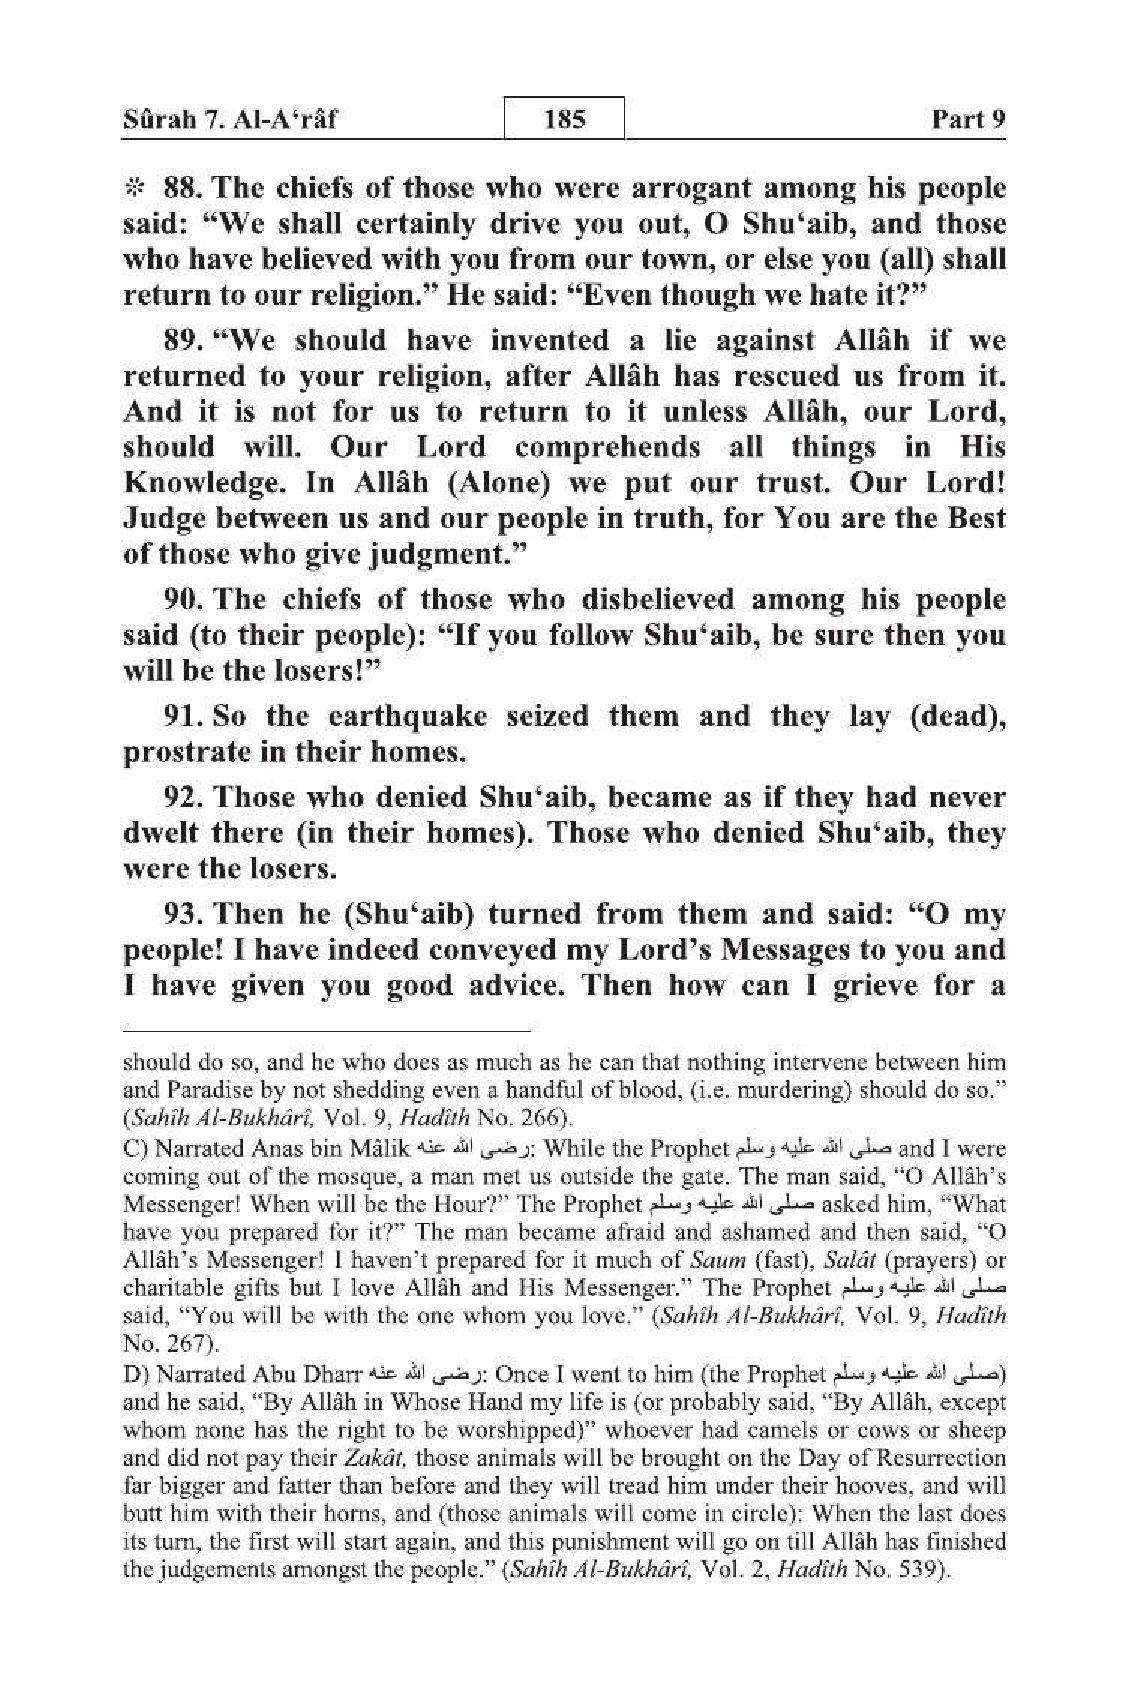 Sûrah 7. Al-A‘râf 185 Part 9
❊ 88. The chiefs of those who were arrogant among his people
said: “We shall certainly drive you out, O Shu‘aib, and those
who have believed with you from our town, or else you (all) shall
return to our religion.” He said: “Even though we hate it?”
89. “We should have invented a lie against Allâh if we
returned to your religion, after Allâh has rescued us from it.
And it is not for us to return to it unless Allâh, our Lord,
should will. Our Lord comprehends all things in His
Knowledge. In Allâh (Alone) we put our trust. Our Lord!
Judge between us and our people in truth, for You are the Best
of those who give judgment.”
90. The chiefs of those who disbelieved among his people
said (to their people): “If you follow Shu‘aib, be sure then you
will be the losers!”
91. So the earthquake seized them and they lay (dead),
prostrate in their homes.
92. Those who denied Shu‘aib, became as if they had never
dwelt there (in their homes). Those who denied Shu‘aib, they
were the losers.
93. Then he (Shu‘aib) turned from them and said: “O my
people! I have indeed conveyed my Lord’s Messages to you and
I have given you good advice. Then how can I grieve for a
should do so, and he who does as much as he can that nothing intervene between him
and Paradise by not shedding even a handful of blood, (i.e. murdering) should do so.”
(Sahîh Al-Bukhârî, Vol. 9, Hadîth No. 266).
C) Narrated Anas bin Mâlik رضى الله عنه: While the Prophet صلى الله عليه وسلم and I were
coming out of the mosque, a man met us outside the gate. The man said, “O Allâh’s
Messenger! When will be the Hour?” The Prophet صلى الله عليه وسلم asked him, “What
have you prepared for it?” The man became afraid and ashamed and then said, “O
Allâh’s Messenger! I haven’t prepared for it much of Saum (fast), Salât (prayers) or
charitable gifts but I love Allâh and His Messenger.” The Prophet صلى الله عليه وسلم
said, “You will be with the one whom you love.” (Sahîh Al-Bukhârî, Vol. 9, Hadîth
No. 267).
D) Narrated Abu Dharr رضى الله عنه: Once I went to him (the Prophet صلى الله عليه وسلم)
and he said, “By Allâh in Whose Hand my life is (or probably said, “By Allâh, except
whom none has the right to be worshipped)” whoever had camels or cows or sheep
and did not pay their Zakât, those animals will be brought on the Day of Resurrection
far bigger and fatter than before and they will tread him under their hooves, and will
butt him with their horns, and (those animals will come in circle): When the last does
its turn, the first will start again, and this punishment will go on till Allâh has finished
the judgements amongst the people.” (Sahîh Al-Bukhârî, Vol. 2, Hadîth No. 539).